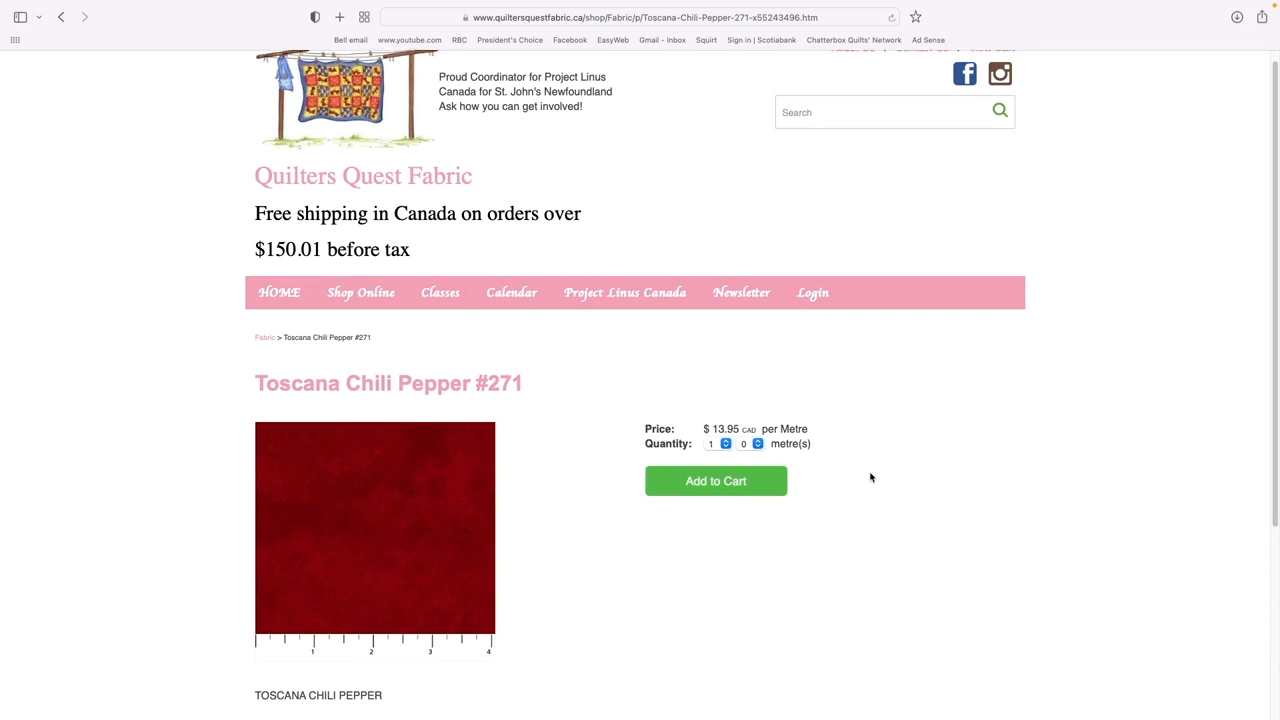 www.quiltersquestfabric.ca/shop/Fabric/p/Toscana-Chili-Pepper-271-x55243496.htm
Bell email www.youtube.com RBC President's Choice Facebook EasyWeb Gmail - Inbox Squirt Sign in | Scotiabank Chatterbox Quilts' Network Ad Sense
Proud Coordinator for Project Linus
Canada for St. John's Newfoundland
Ask how you can get involved!
Search
Quilters Quest Fabric
Free shipping in Canada on orders over
$150.01 before tax
HOME Shop Online Classes Calendar Project Linus Canada Newsletter Login
Fabric > Toscana Chili Pepper #271
Toscana Chili Pepper #271
Price: $ 13.95 CAD per Metre
Quantity: 1 0 metre(s)
Add to Cart
1 2 3 4
TOSCANA CHILI PEPPER